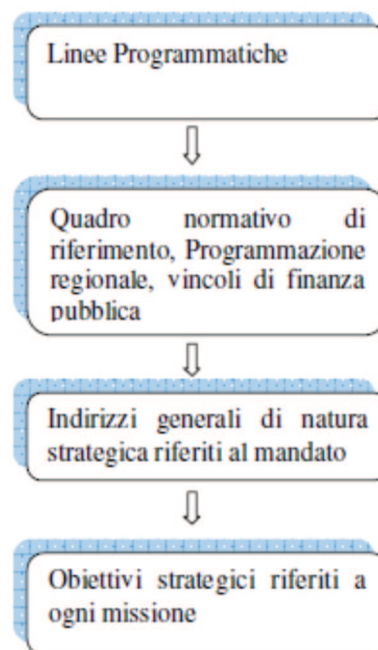 Linee Programmatiche
Quadro normativo di
riferimento, Programmazione
regionale, vincoli di finanza
pubblica
Indirizzi generali di natura
strategica riferiti al mandato
Obiettivi strategici riferiti a
ogni missione